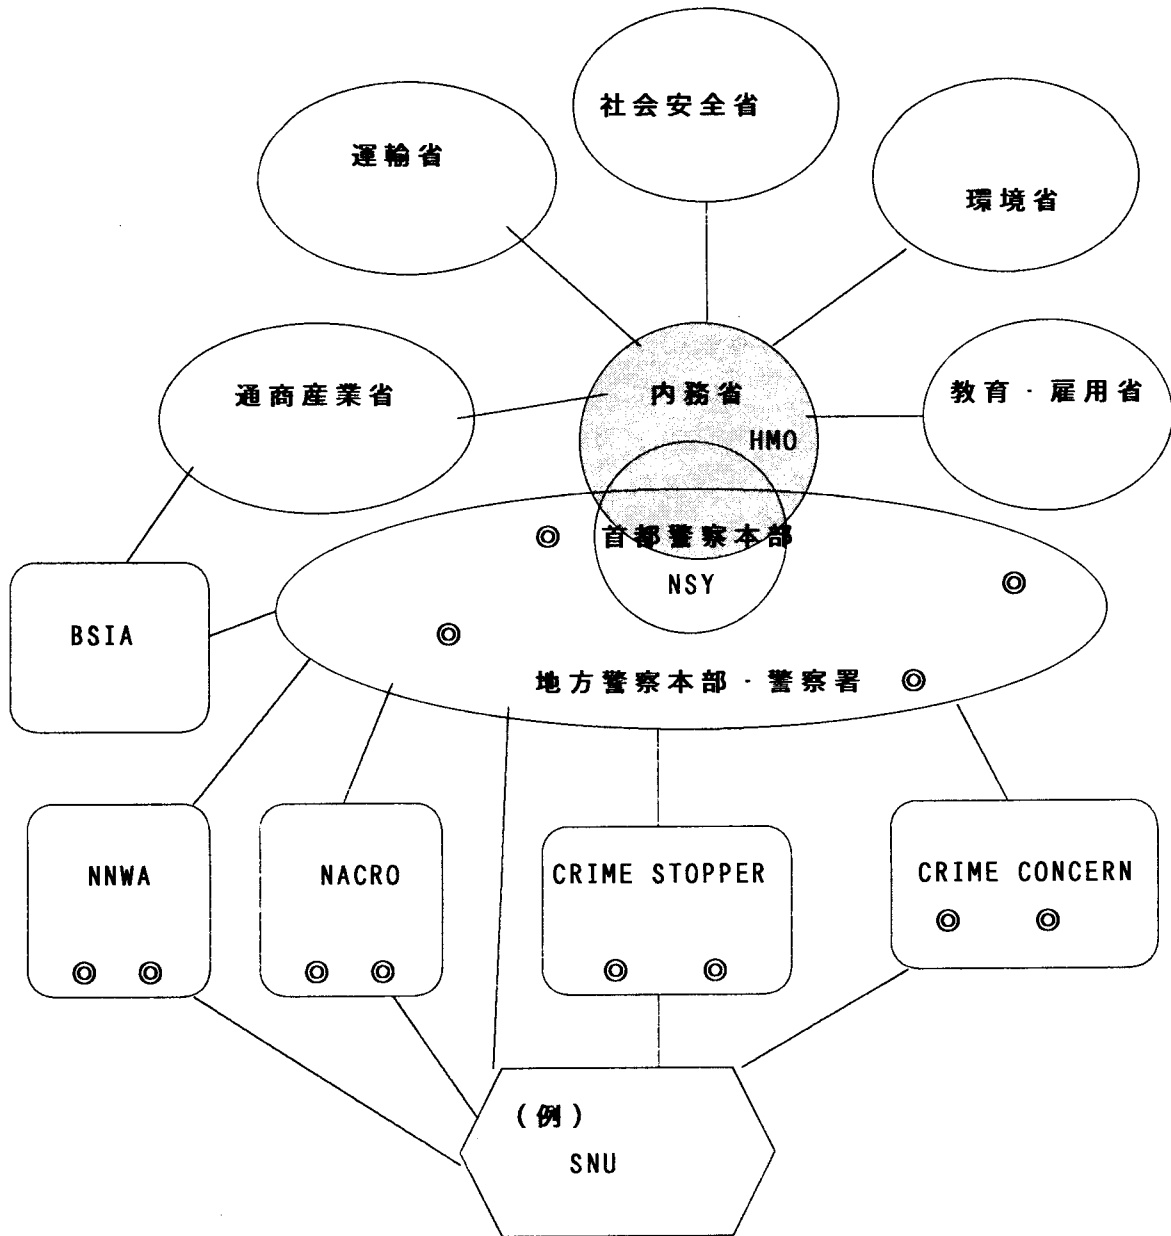 社会安全省
運輸省
環境省
通商産業省
内務省
HMO
教育・雇用省
首都警察本部
NSY
BSIA
地方警察本部・警察署
NNWA
NACRO
CRIME STOPPER
CRIME CONCERN
(例)
SNU